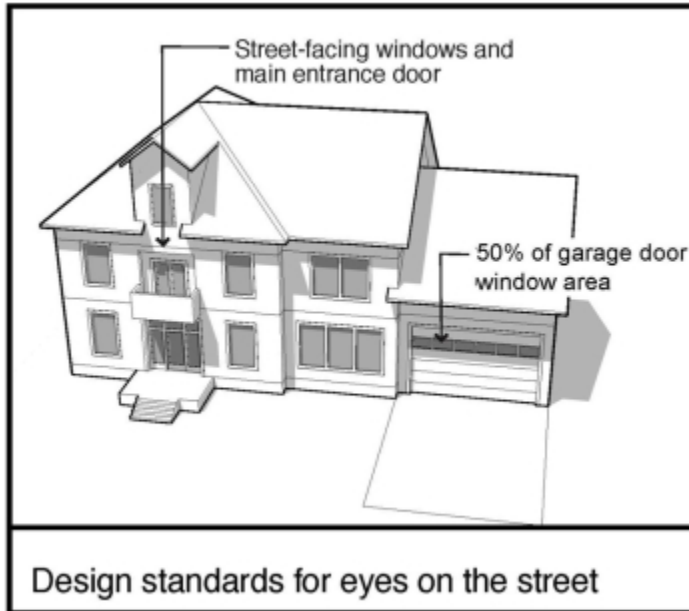 Street-facing windows and
main entrance door
50% of garage door
window area
Design standards for eyes on the street